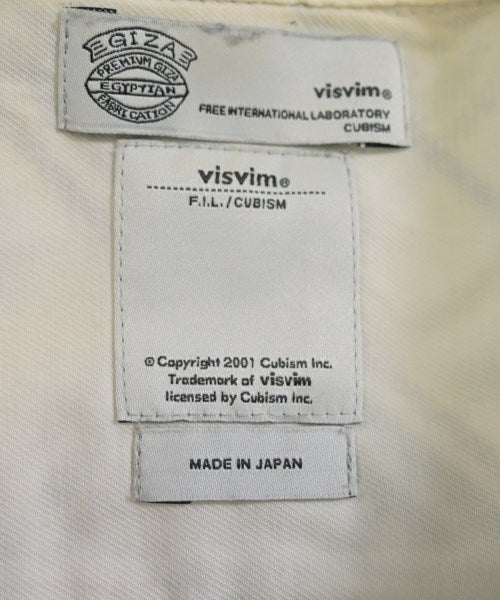 GIZA
PREMIUM GIZA
EGYPTIAN
FABRICATION
visvim®
FREE INTERNATIONAL LABORATORY
CUBISM
visvim®
F.I.L./CUBISM
© Copyright 2001 Cubism Inc.
Trademark of visvim
licensed by Cubism Inc.
MADE IN JAPAN